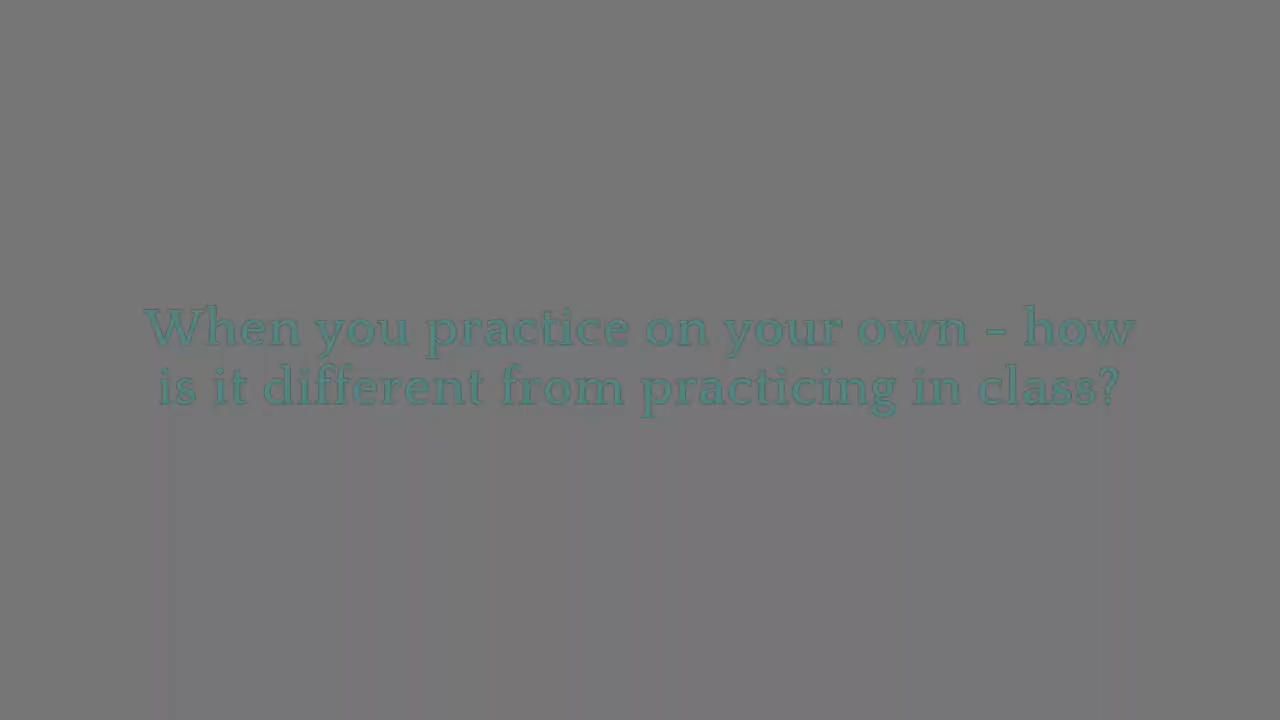 When you practice on your own - how
is it different from practicing in class?